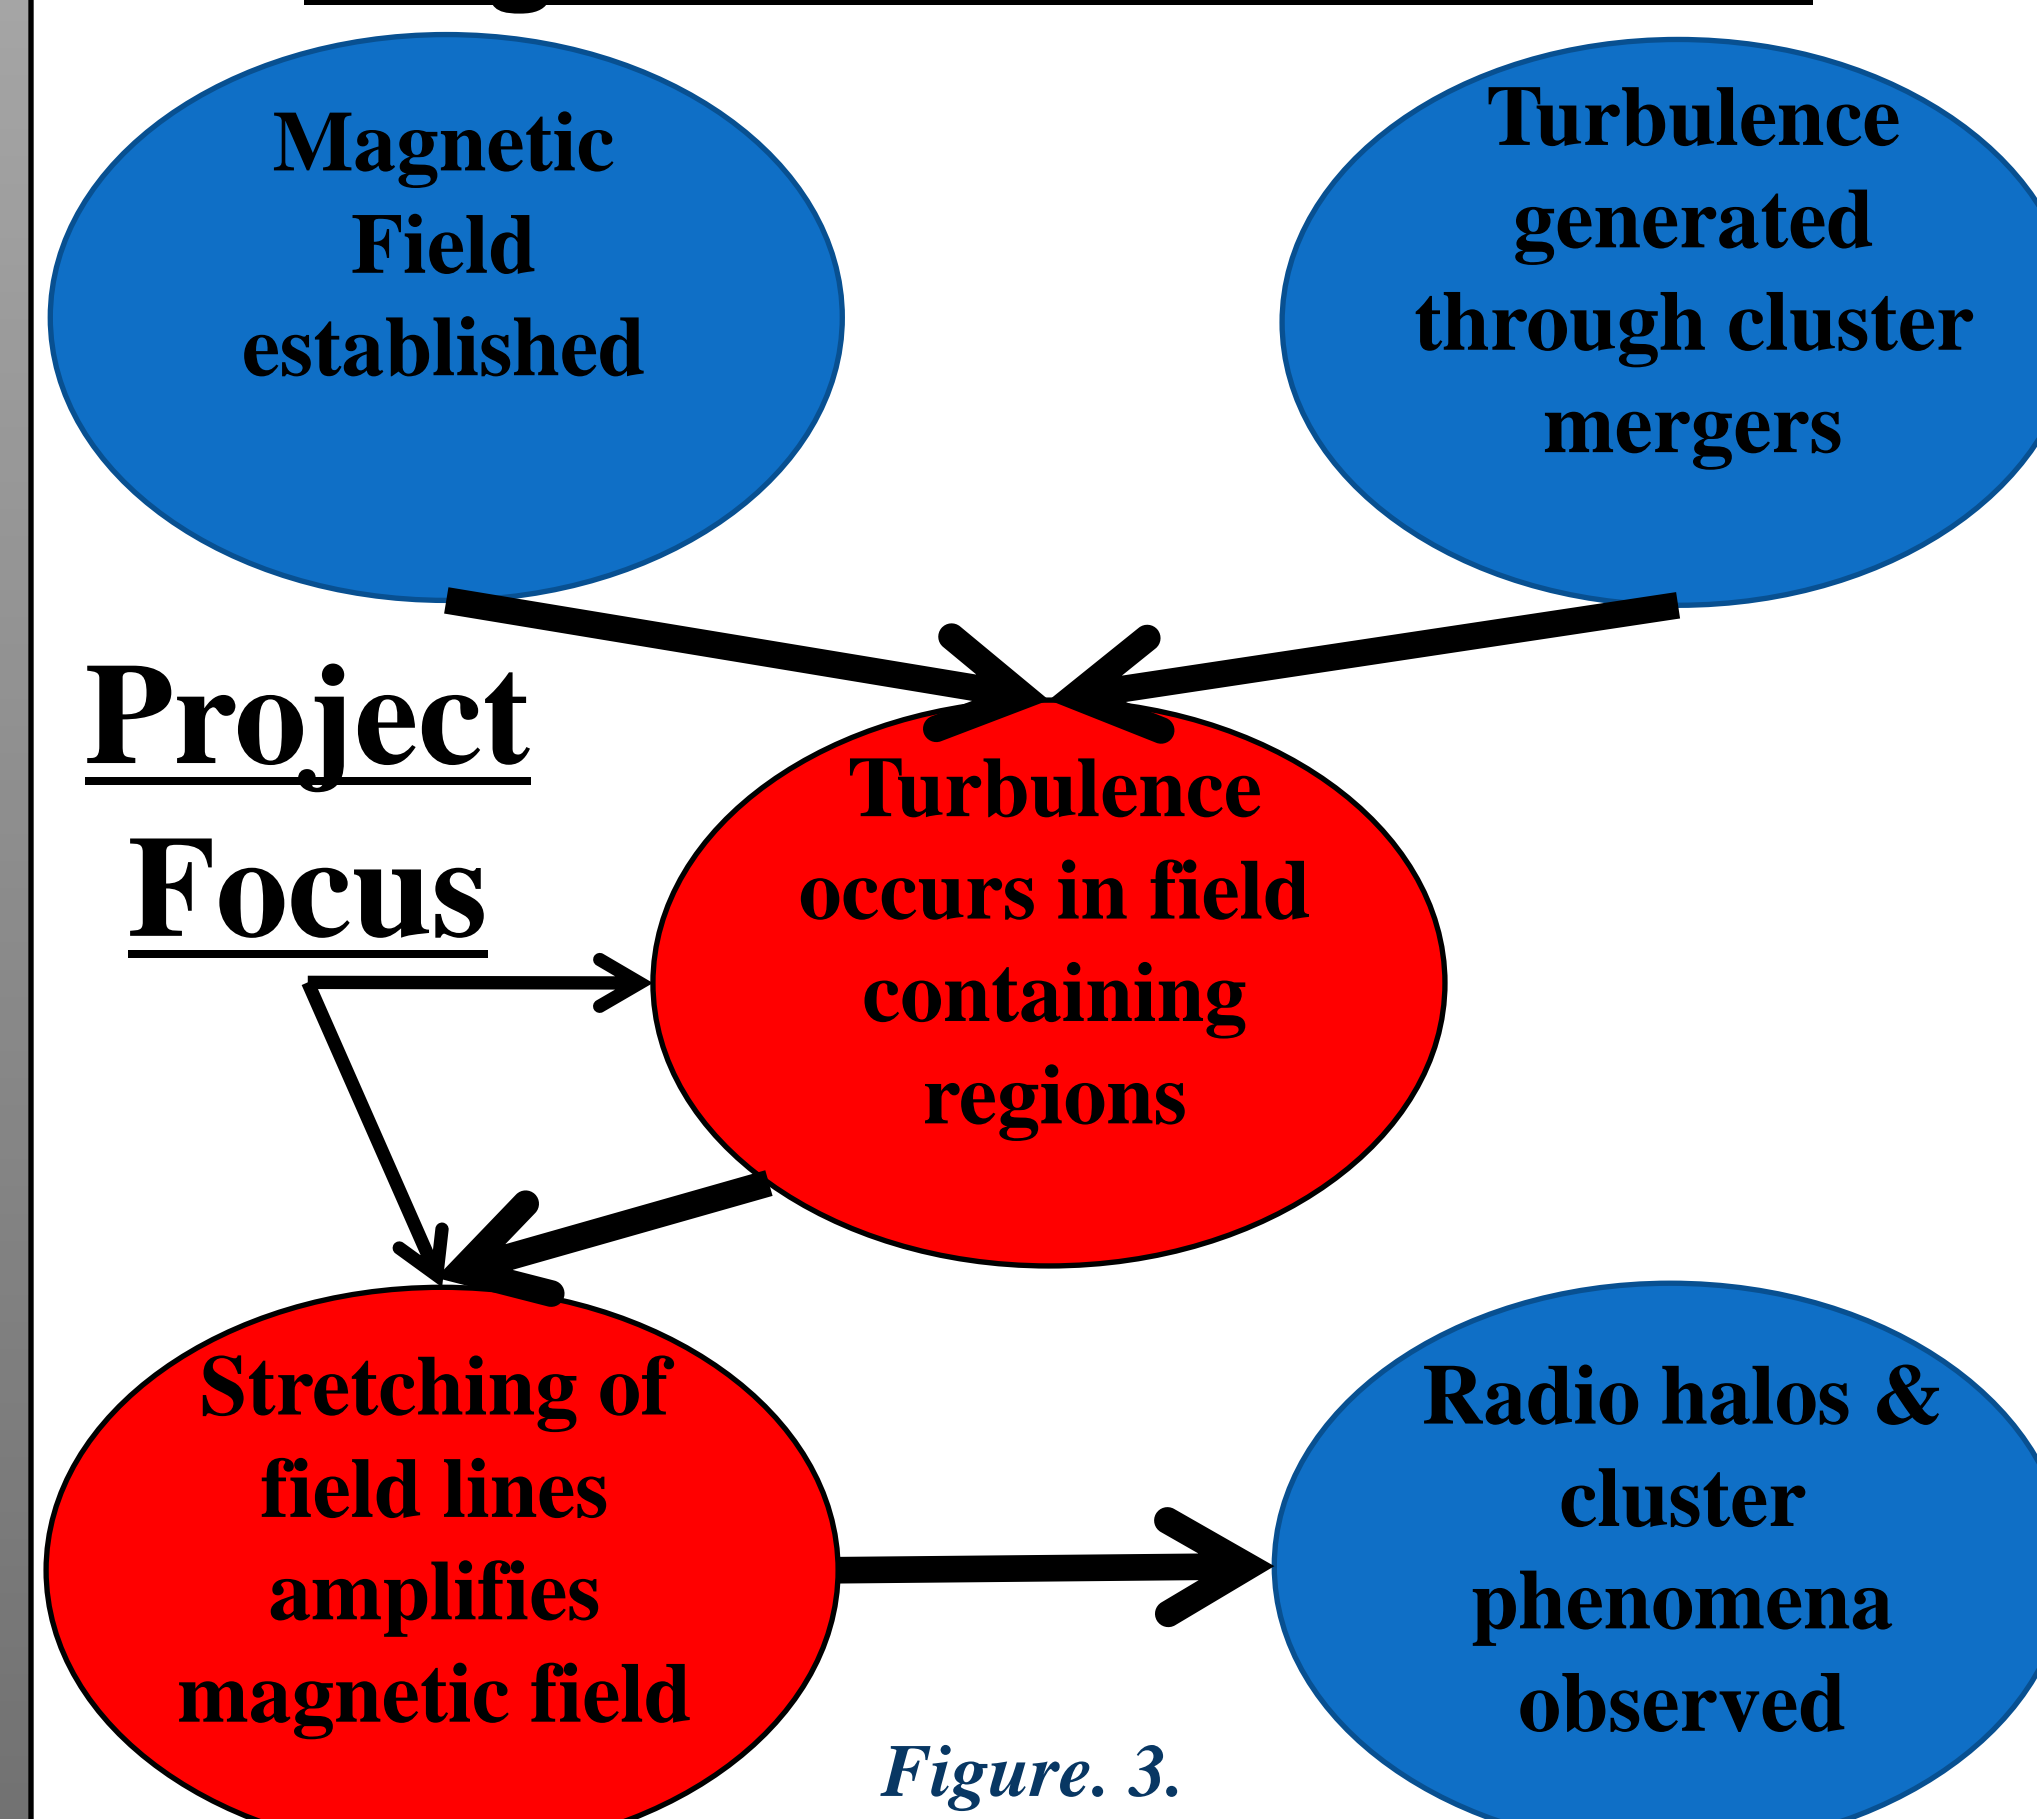 Magnetic
Field
established
Turbulence
generated
through cluster
mergers
Project
Focus
Turbulence
occurs in field
containing
regions
Stretching of
field lines
amplifies
magnetic field
Radio halos &
cluster
phenomena
observed
Figure. 3.